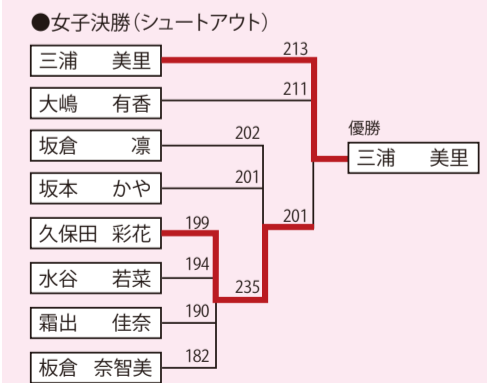 ●女子決勝（シュートアウト）
三浦　美里
213
大嶋　有香
211
優勝
三浦　美里
坂倉　凛
202
坂本　かや
201
久保田　彩花
199
201
水谷　若菜
194
235
霜出　佳奈
190
板倉　奈智美
182